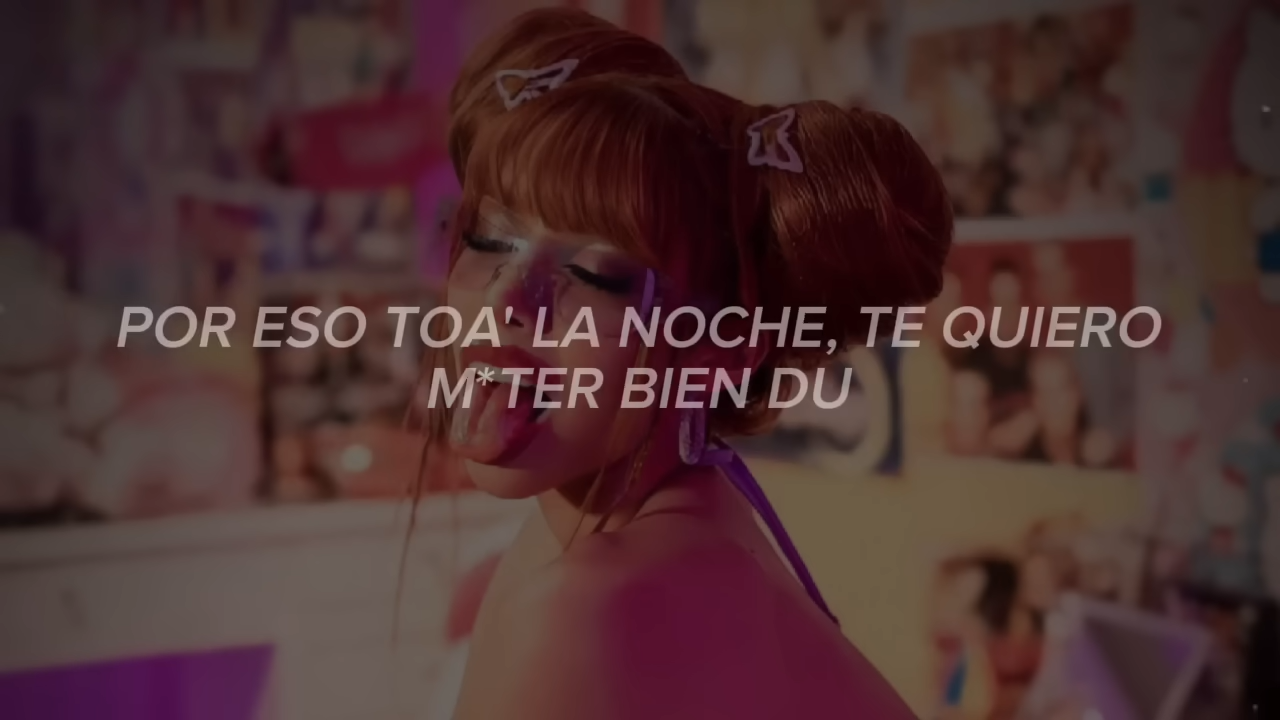 POR ESO TOA' LA NOCHE, TE QUIERO
M*TER BIEN DU